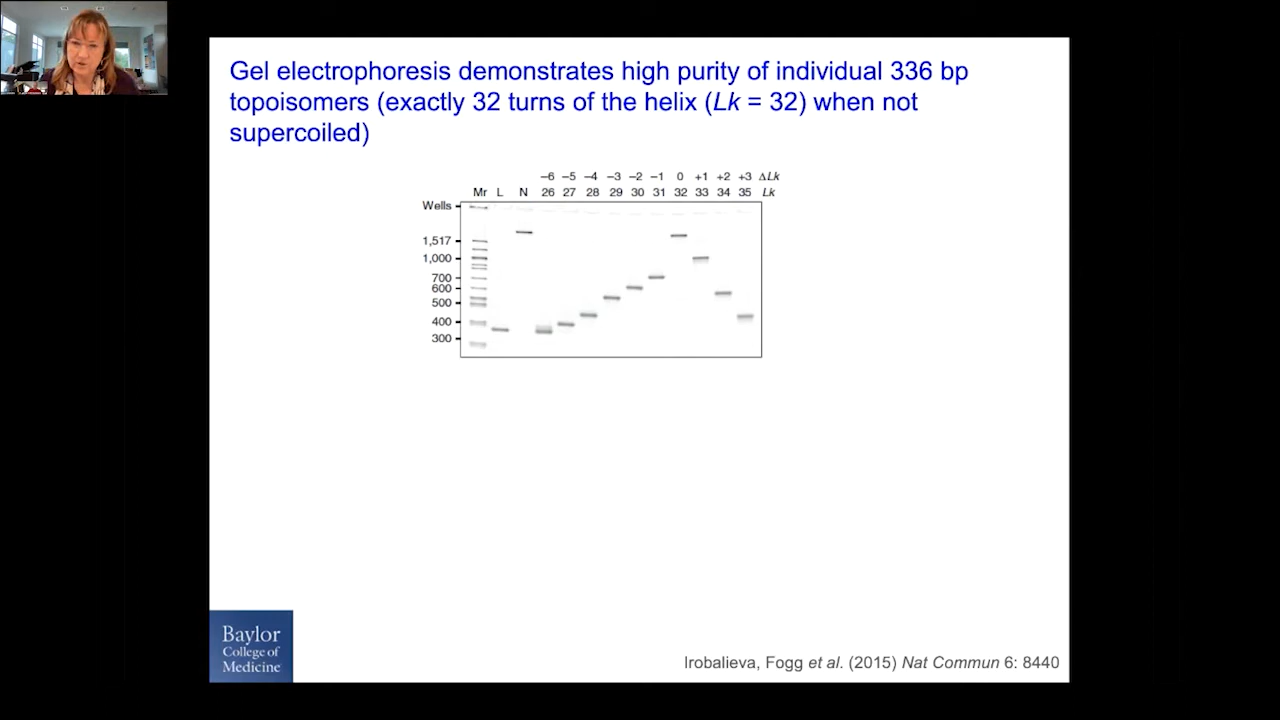 Gel electrophoresis demonstrates high purity of individual 336 bp
topoisomers (exactly 32 turns of the helix (Lk = 32) when not
supercoiled)
–6 –5 –4 –3 –2 –1 0 +1 +2 +3 ΔLk
Mr L N 26 27 28 29 30 31 32 33 34 35 Lk
Wells
1,517
1,000
700
600
500
400
300
Baylor
College of
Medicine
Irobalieva, Fogg et al. (2015) Nat Commun 6: 8440